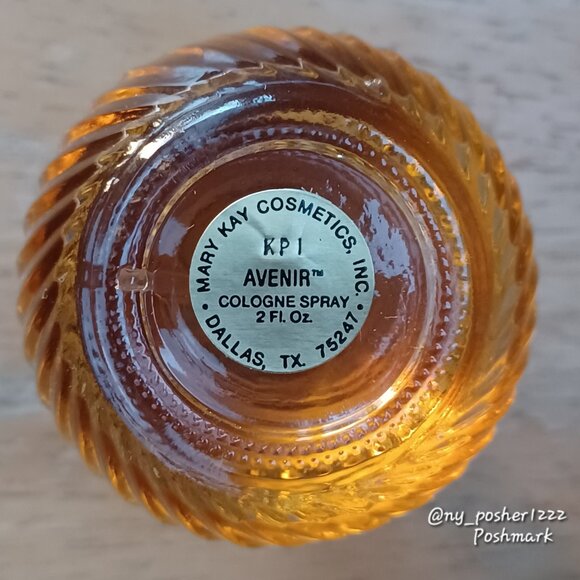 • MARY KAY COSMETICS, INC. •
KP1
AVENIR™
COLOGNE SPRAY
2 Fl. Oz.
DALLAS, TX. 75247
@ny_posher1222
Poshmark